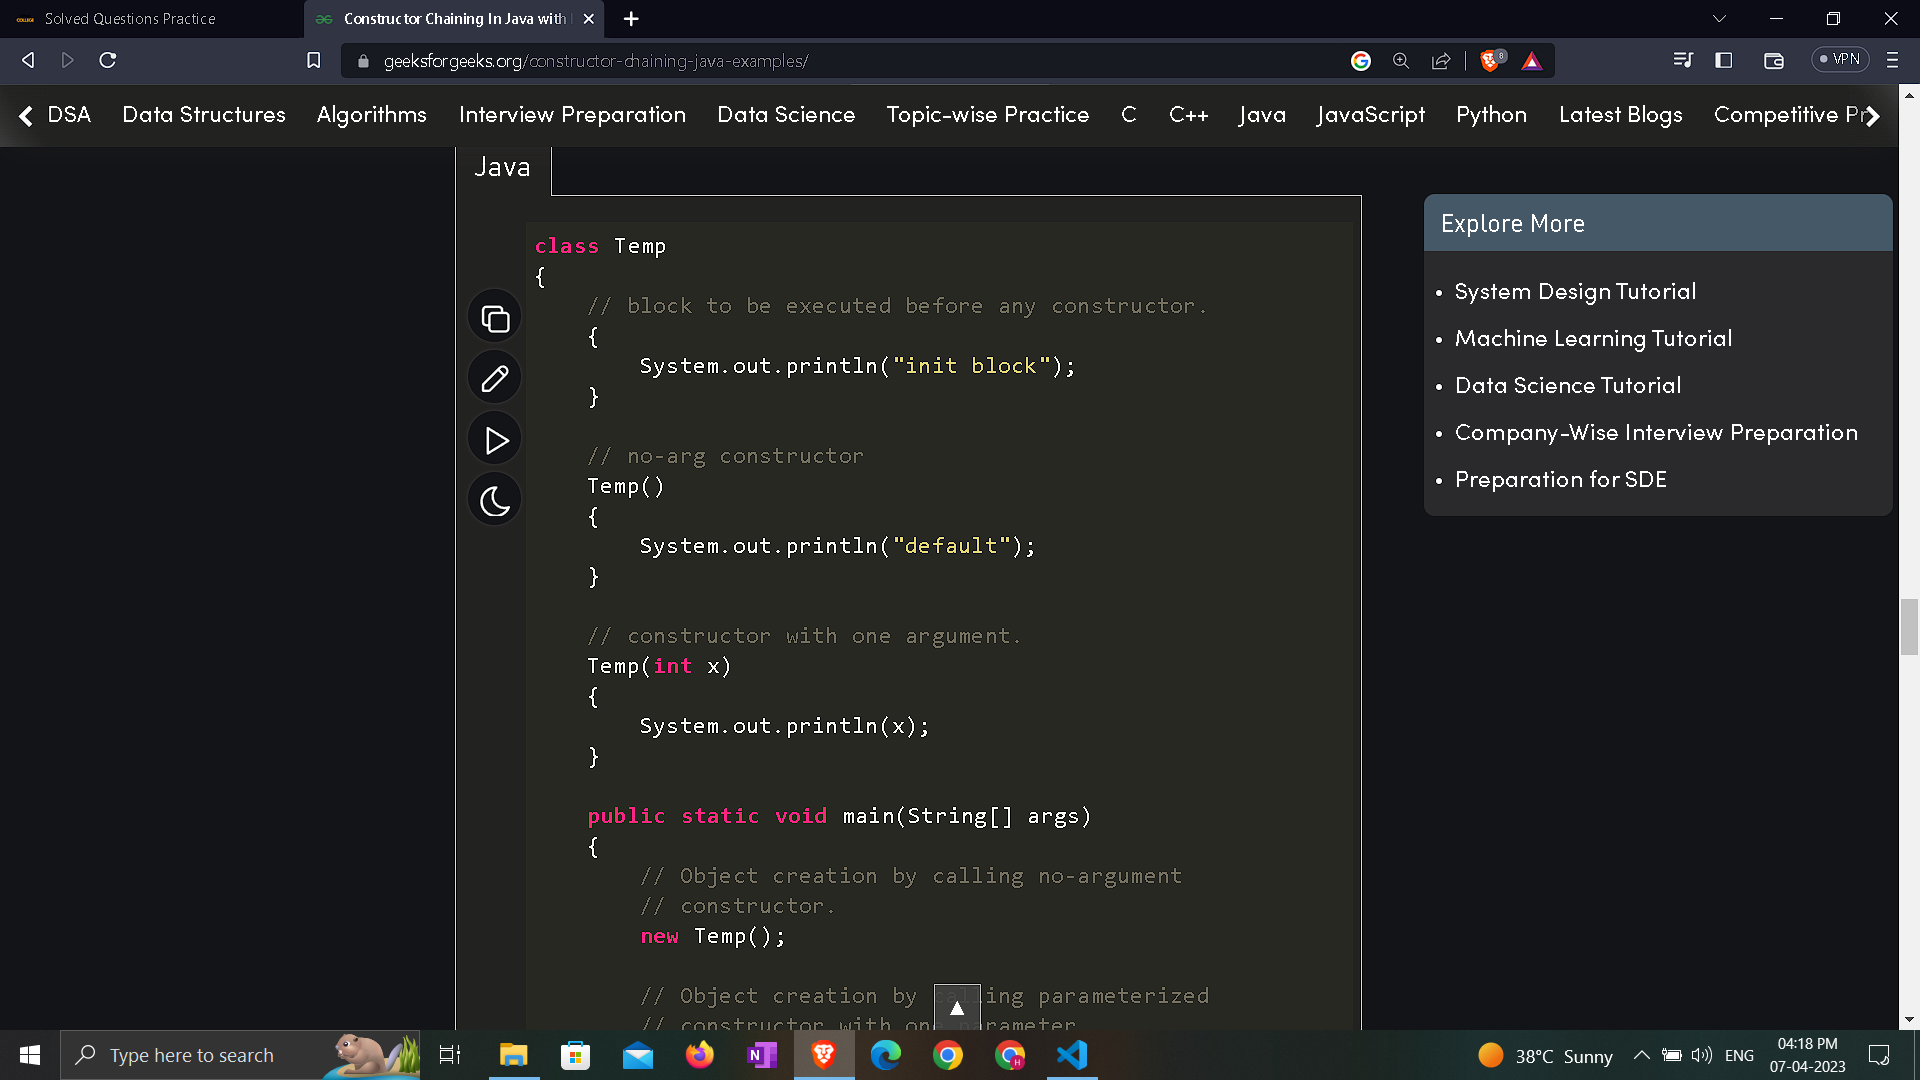 Solved Questions Practice
Constructor Chaining In Java with
geeksforgeeks.org/constructor-chaining-java-examples/
8
VPN
DSA Data Structures Algorithms Interview Preparation Data Science Topic-wise Practice C C++ Java JavaScript Python Latest Blogs Competitive Pr
Java
class Temp
{
// block to be executed before any constructor.
{
System.out.println("init block");
}
// no-arg constructor
Temp()
{
System.out.println("default");
}
// constructor with one argument.
Temp(int x)
{
System.out.println(x);
}
public static void main(String[] args)
{
// Object creation by calling no-argument
// constructor.
new Temp();
// Object creation by calling parameterized
// constructor with one parameter
Explore More
• System Design Tutorial
• Machine Learning Tutorial
• Data Science Tutorial
• Company-Wise Interview Preparation
• Preparation for SDE
Type here to search
38°C Sunny
ENG
04:18 PM
07-04-2023